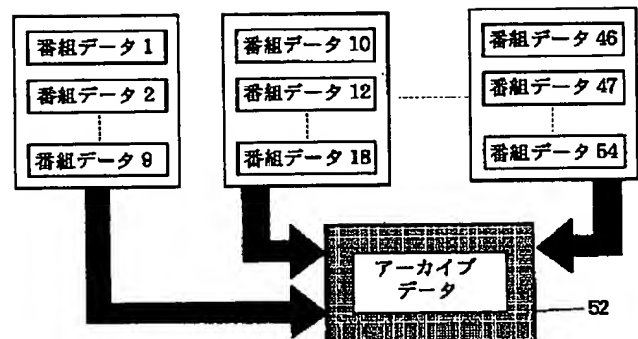 番組データ 1
番組データ 2
番組データ 9
番組データ 10
番組データ 12
番組データ 18
番組データ 46
番組データ 47
番組データ 54
アーカイブ
データ
52